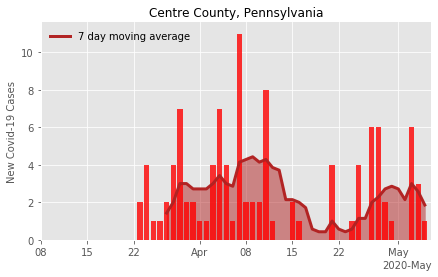 Centre County, Pennsylvania
7 day moving average
New Covid-19 Cases
10
8
6
4
2
0
08 15 22 Apr 08 15 22 May
2020-May